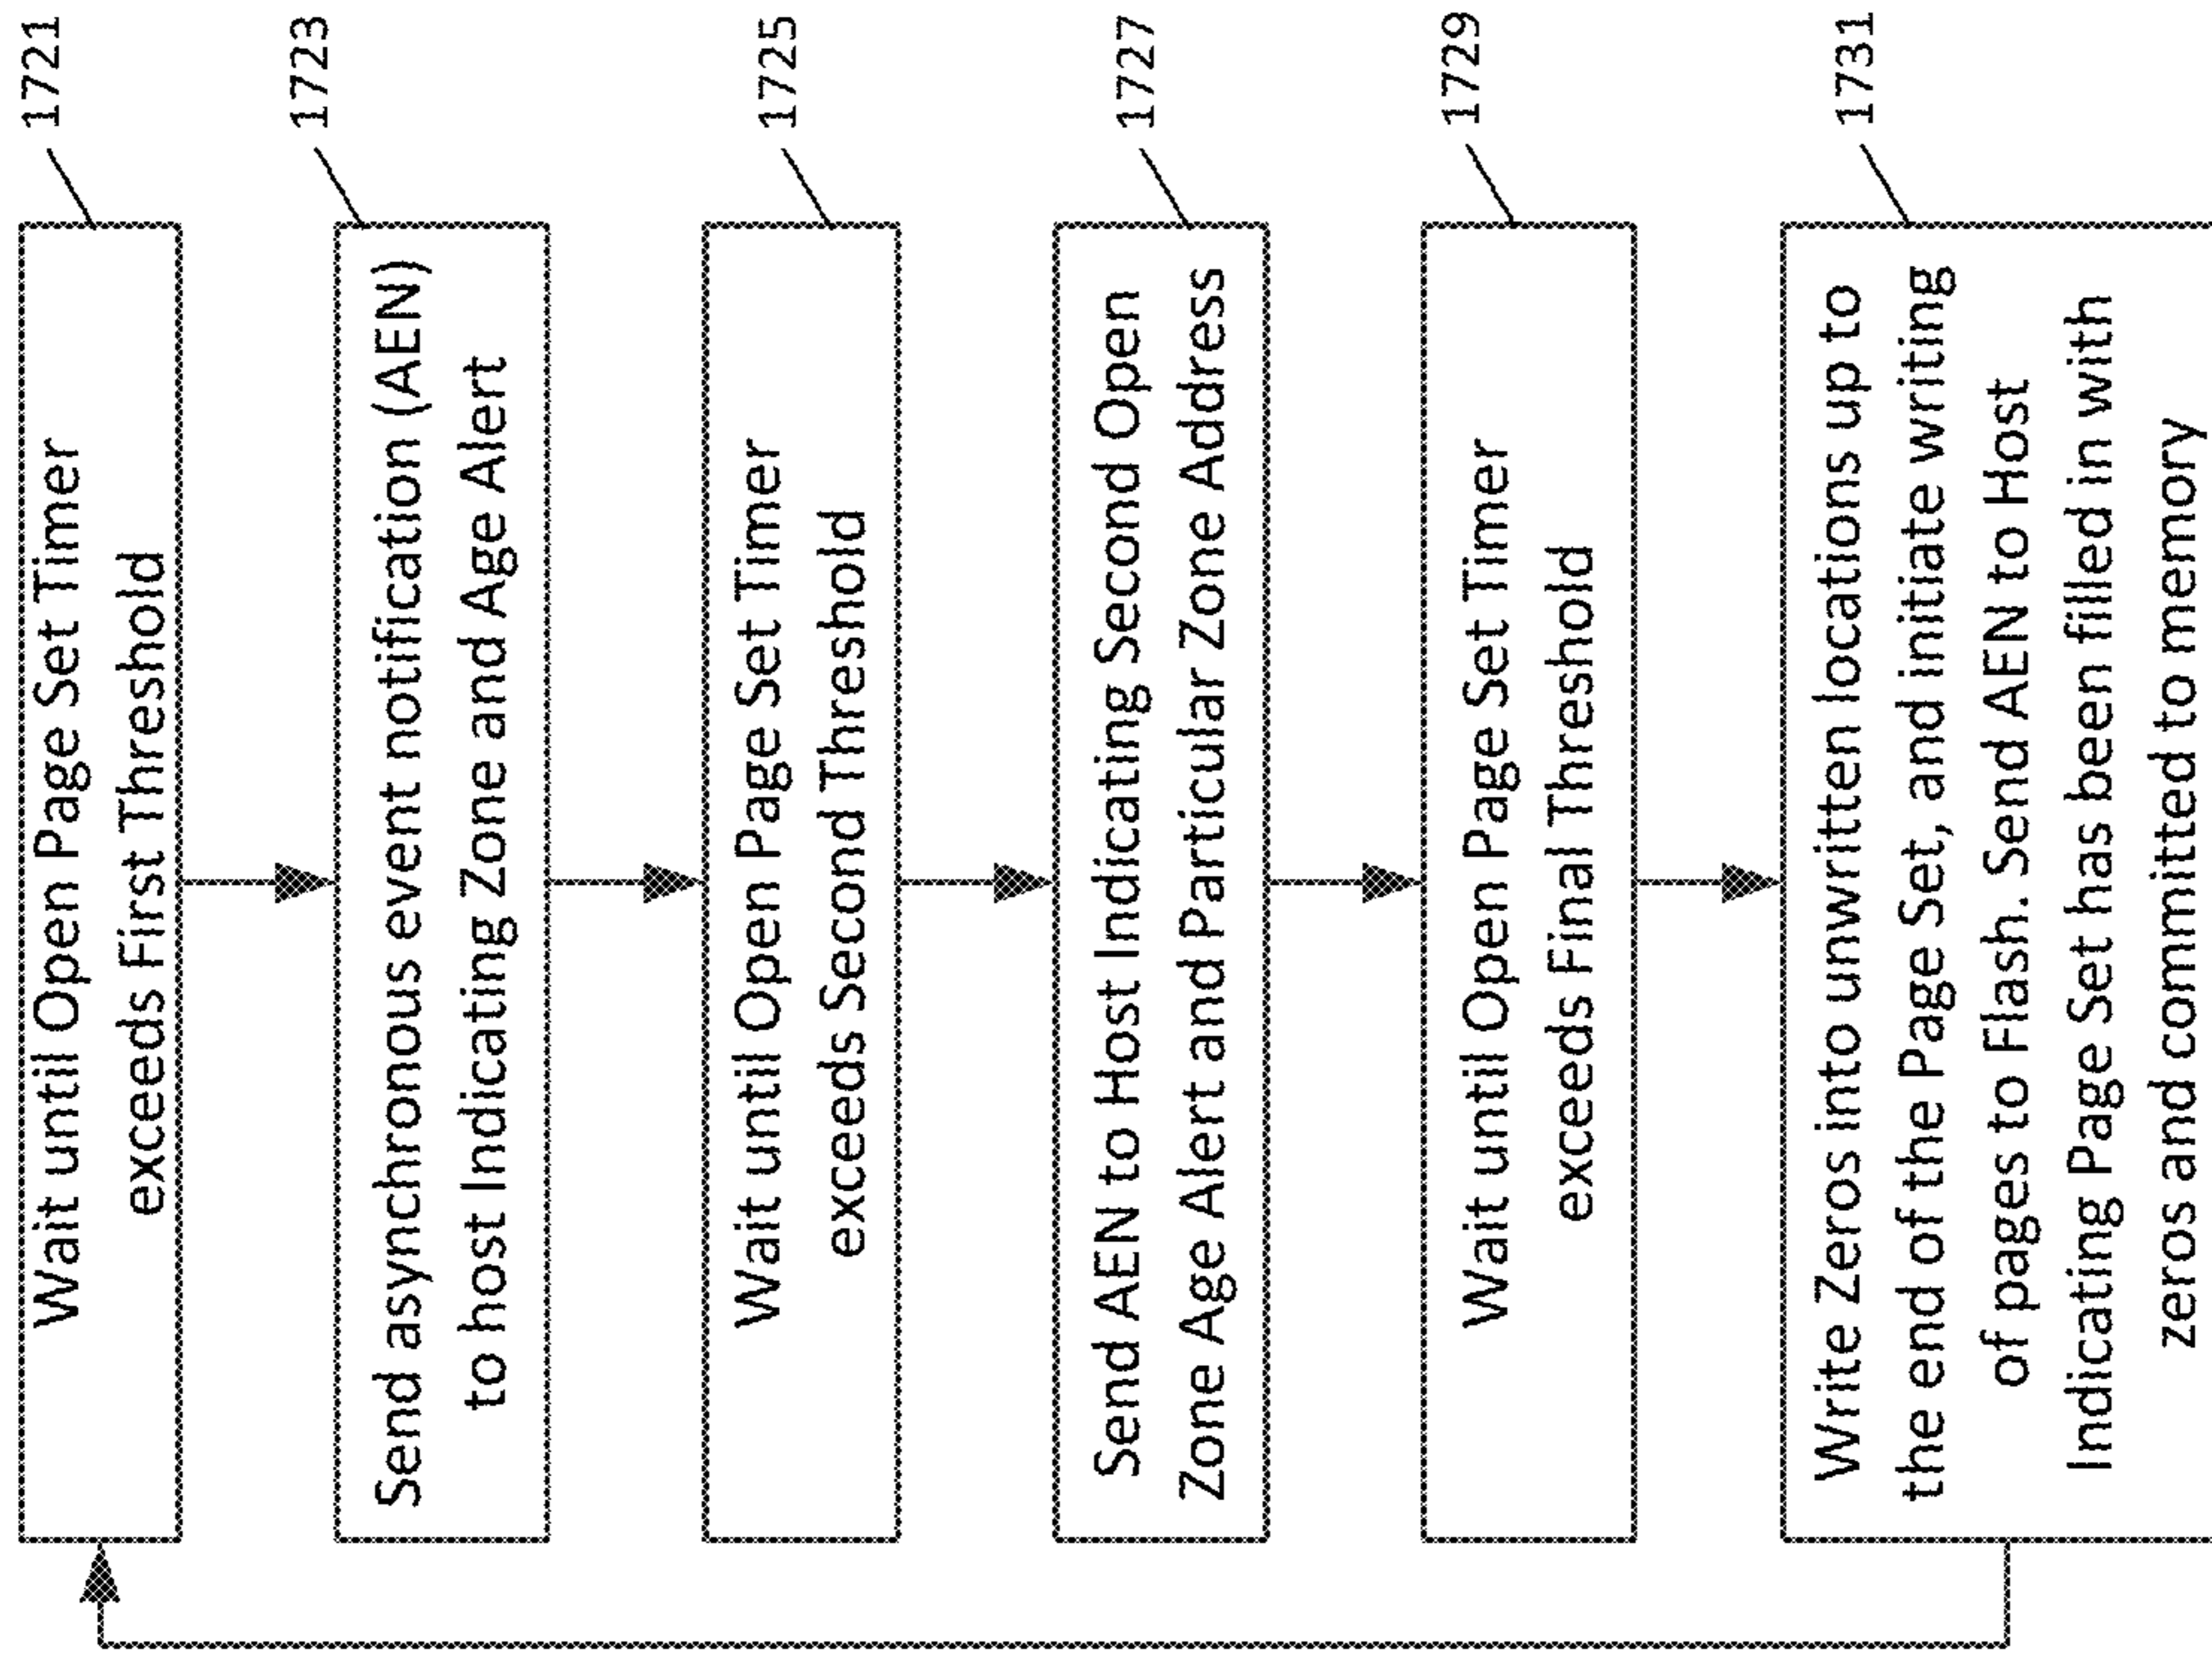 Wait until Open Page Set Timer
exceeds First Threshold
1721
Send asynchronous event notification (AEN)
to host Indicating Zone and Age Alert
1723
Wait until Open Page Set Timer
exceeds Second Threshold
1725
Send AEN to Host Indicating Second Open
Zone Age Alert and Particular Zone Address
1727
Wait until Open Page Set Timer
exceeds Final Threshold
1729
Write Zeros into unwritten locations up to
the end of the Page Set, and initiate writing
of pages to Flash. Send AEN to Host
Indicating Page Set has been filled in with
zeros and committed to memory
1731